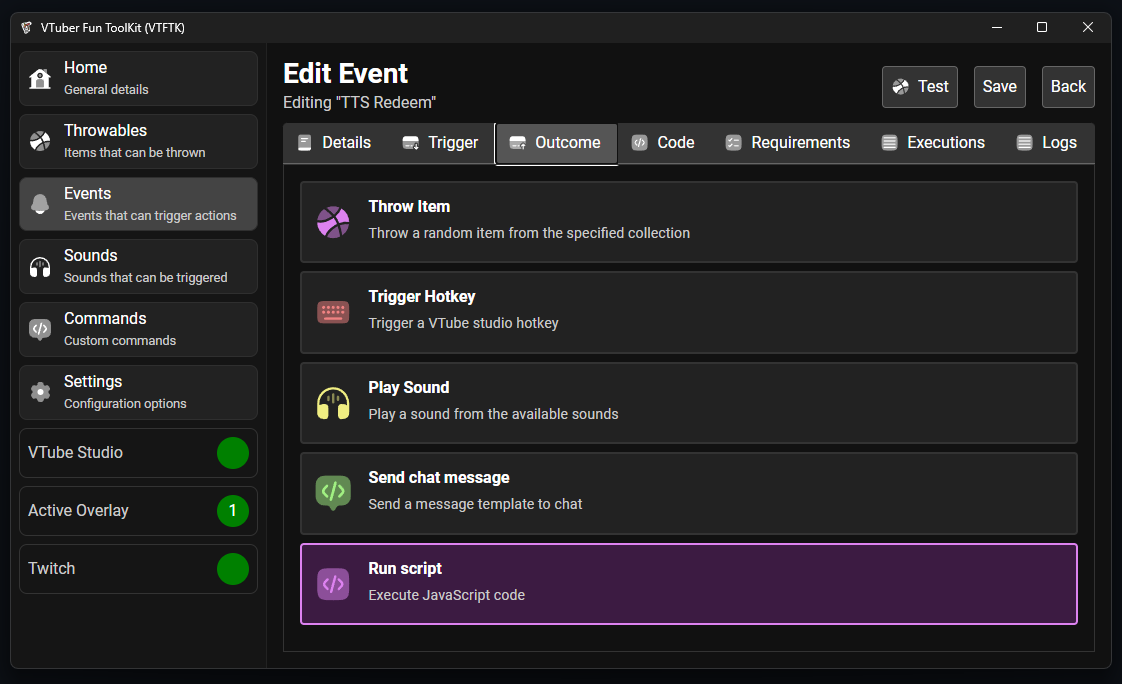 VTuber Fun ToolKit (VTFTK)
Home
General details
Throwables
Items that can be thrown
Events
Events that can trigger actions
Sounds
Sounds that can be triggered
Commands
Custom commands
Settings
Configuration options
VTube Studio
Active Overlay 1
Twitch
Edit Event
Editing "TTS Redeem"
Test Save Back
Details Trigger Outcome Code Requirements Executions Logs
Throw Item
Throw a random item from the specified collection
Trigger Hotkey
Trigger a VTube studio hotkey
Play Sound
Play a sound from the available sounds
Send chat message
Send a message template to chat
Run script
Execute JavaScript code